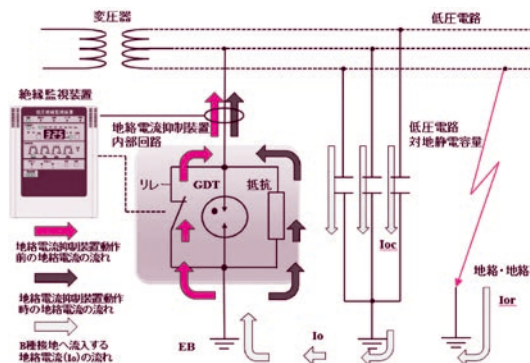 変圧器
低圧電路
絶縁監視装置
地絡電流抑制装置
内部回路
リレー
GDT
抵抗
低圧電路
対地静電容量
Ioc
地絡電流抑制装置動作
前の地絡電流の流れ
地絡電流抑制装置動作
時の地絡電流の流れ
B種接地へ流入する
地絡電流(Io)の流れ
EB
Io
地絡・地絡
Ior